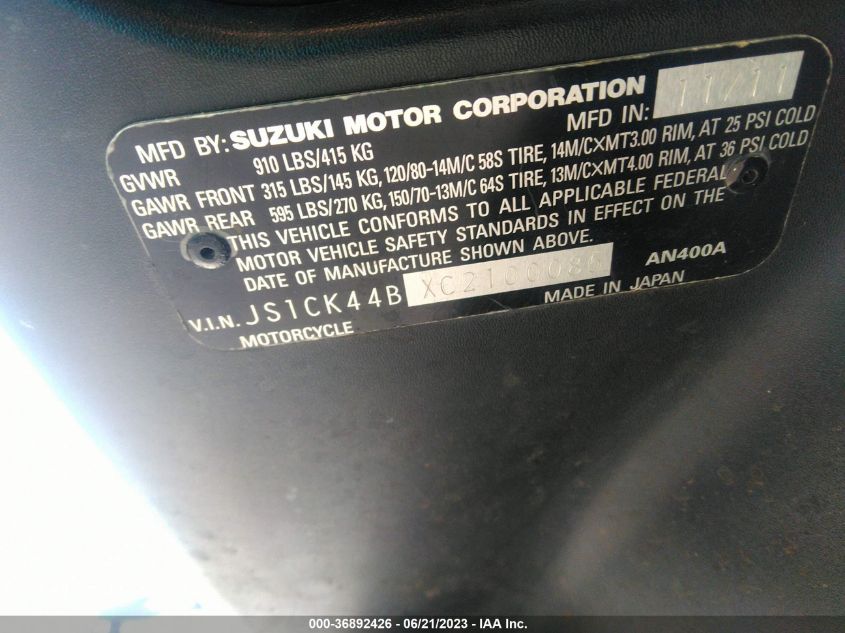 MFD BY: SUZUKI MOTOR CORPORATION
MFD IN: 11/11
GVWR 910 LBS/415 KG
GAWR FRONT 315 LBS/145 KG, 120/80-14M/C 58S TIRE, 14M/C×MT3.00 RIM, AT 25 PSI COLD
GAWR REAR 595 LBS/270 KG, 150/70-13M/C 64S TIRE, 13M/C×MT4.00 RIM, AT 36 PSI COLD
THIS VEHICLE CONFORMS TO ALL APPLICABLE FEDERAL
MOTOR VEHICLE SAFETY STANDARDS IN EFFECT ON THE
DATE OF MANUFACTURE SHOWN ABOVE.
AN400A
V.I.N. JS1CK44BXC2100086
MADE IN JAPAN
MOTORCYCLE
000-36892426 - 06/21/2023 - IAA Inc.